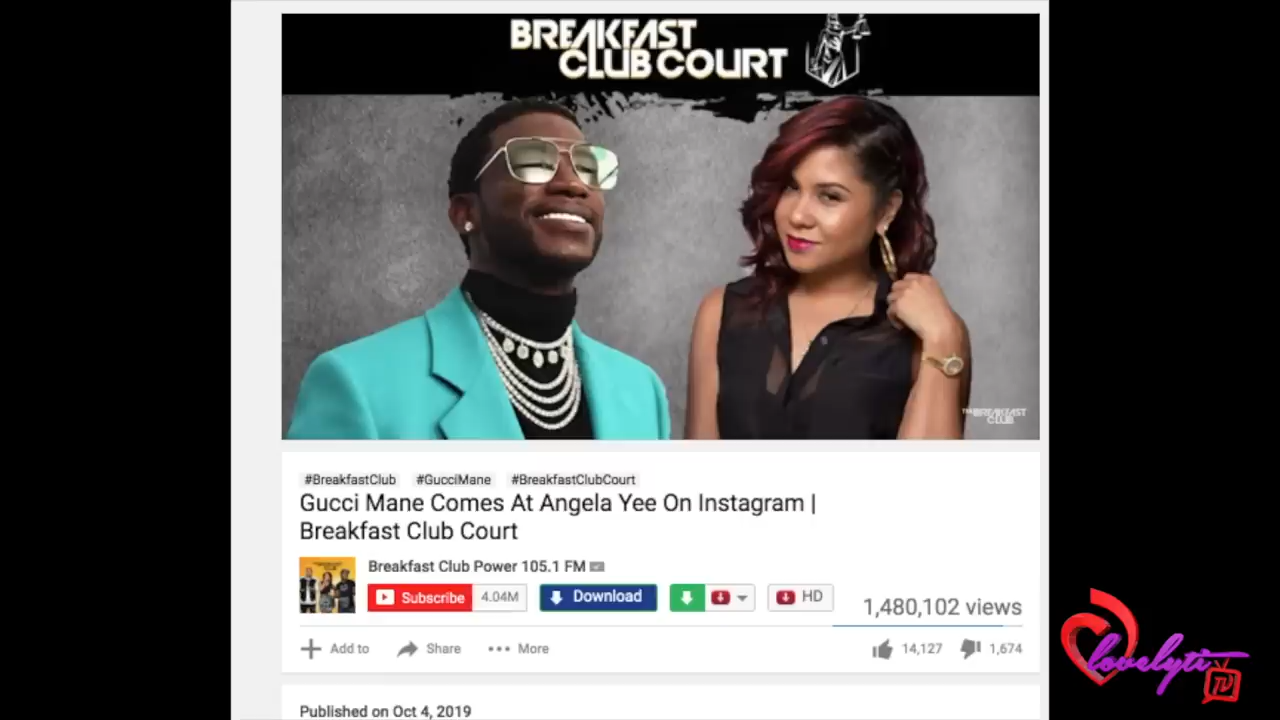 BREAKFAST
CLUB COURT
THE BREAKFAST
CLUB
#BreakfastClub #GucciMane #BreakfastClubCourt
Gucci Mane Comes At Angela Yee On Instagram |
Breakfast Club Court
Breakfast Club Power 105.1 FM
Subscribe 4.04M Download HD
1,480,102 views
Add to Share More 14,127 1,674
Published on Oct 4, 2019
lovelyti
TV